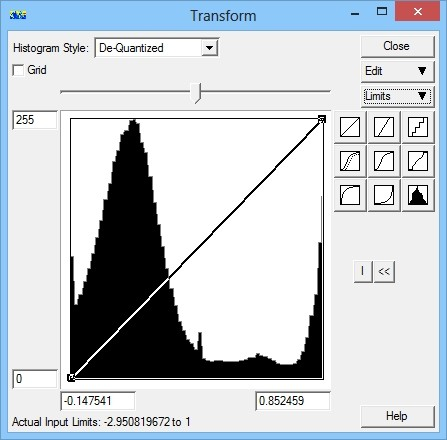 Transform
Histogram Style: De-Quantized
Close
Grid
Edit
Limits
255
I <<
0
-0.147541 0.852459
Actual Input Limits: -2.950819672 to 1
Help